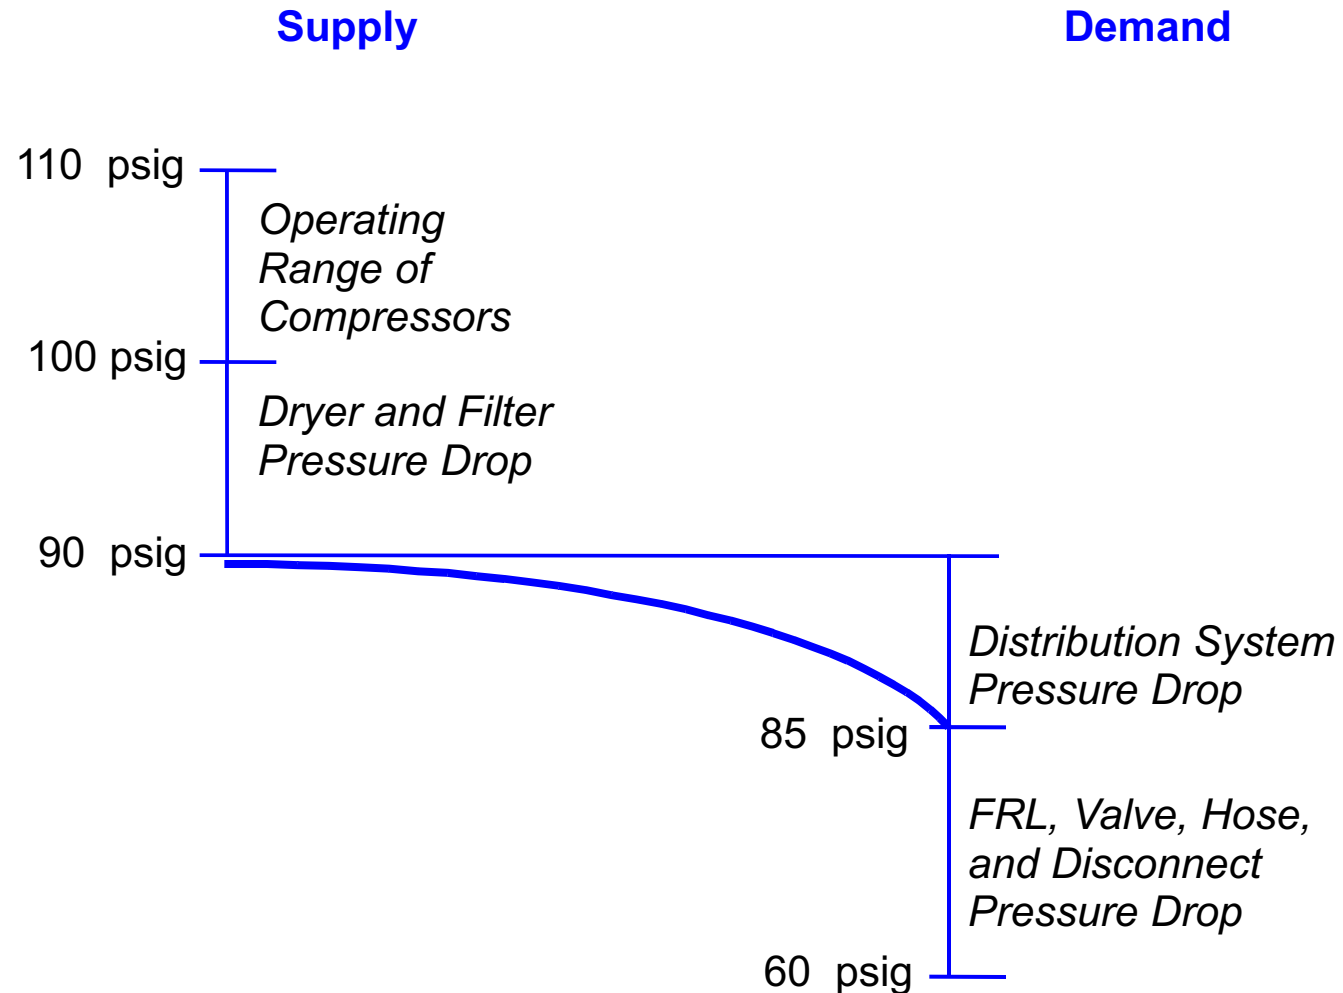 Supply
Demand
110 psig
Operating
Range of
Compressors
100 psig
Dryer and Filter
Pressure Drop
90 psig
Distribution System
Pressure Drop
85 psig
FRL, Valve, Hose,
and Disconnect
Pressure Drop
60 psig